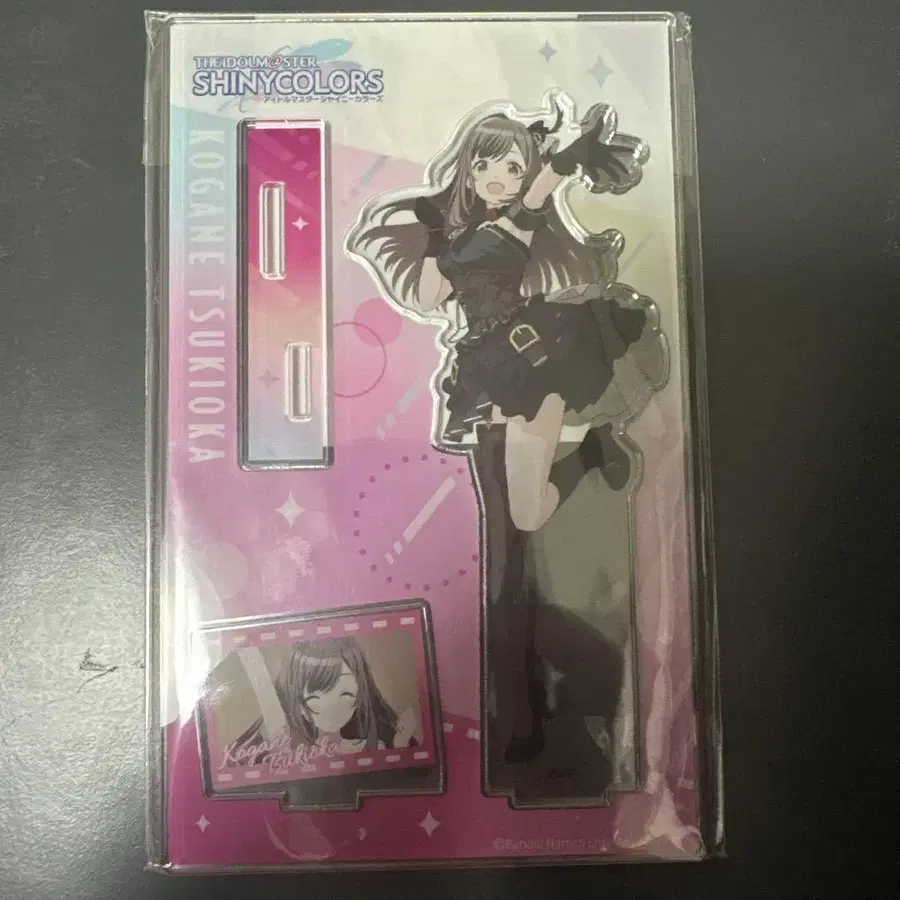 THE iDOLM@STER
SHINYCOLORS
アイドルマスター シャイニーカラーズ
KOGANE TSUKIOKA
Kogane
Tsukioka
©Bandai Namco